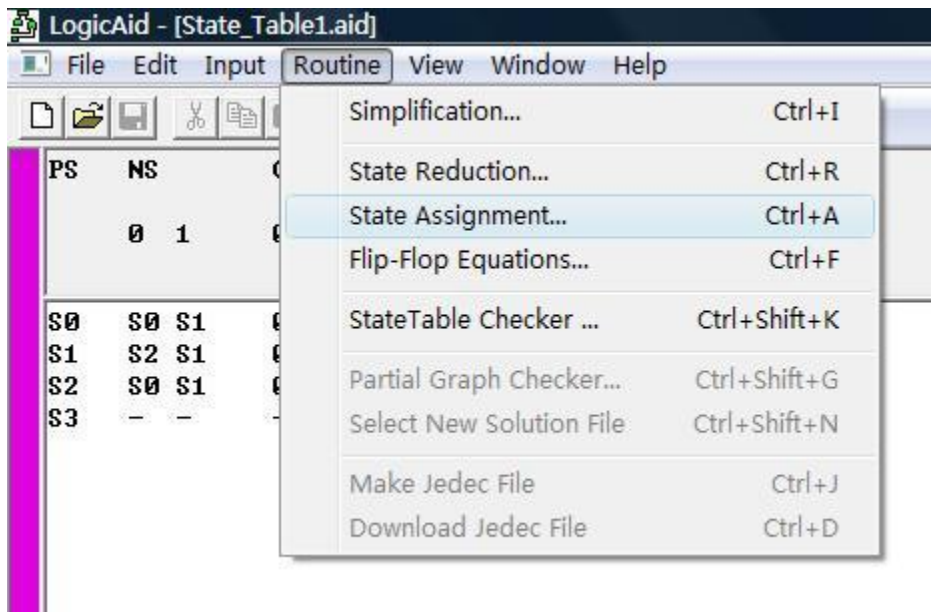 LogicAid - [State_Table1.aid]
File Edit Input Routine View Window Help
Simplification... Ctrl+I
State Reduction... Ctrl+R
State Assignment... Ctrl+A
Flip-Flop Equations... Ctrl+F
StateTable Checker ... Ctrl+Shift+K
Partial Graph Checker... Ctrl+Shift+G
Select New Solution File Ctrl+Shift+N
Make Jedec File Ctrl+J
Download Jedec File Ctrl+D
PS NS
0 1
S0 S0 S1
S1 S2 S1
S2 S0 S1
S3 - -